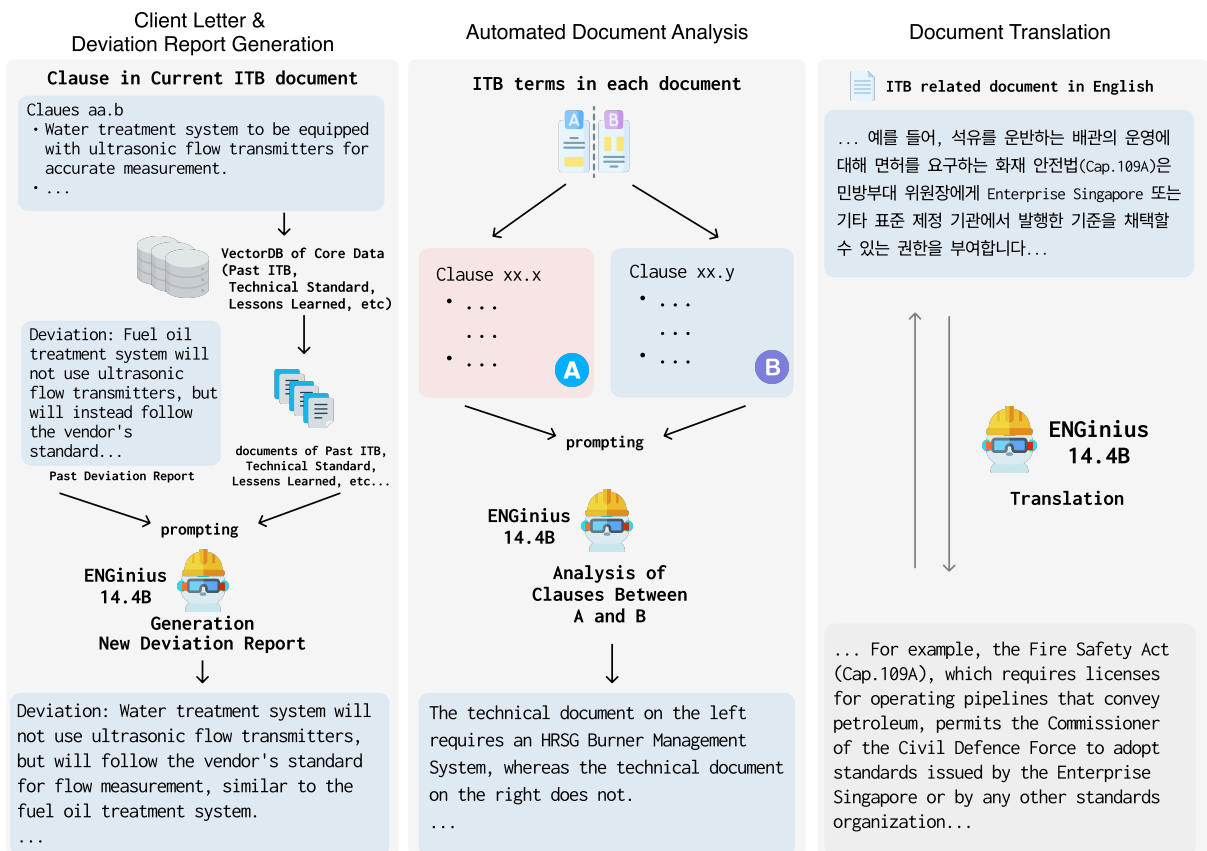 Client Letter &
Deviation Report Generation
Clause in Current ITB document
Claues aa.b
・Water treatment system to be equipped
with ultrasonic flow transmitters for
accurate measurement.
・...
VectorDB of Core Data
(Past ITB,
Technical Standard,
Lessons Learned, etc)
Deviation: Fuel oil
treatment system will
not use ultrasonic
flow transmitters, but
will instead follow
the vendor's
standard...
Past Deviation Report
documents of Past ITB,
Technical Standard,
Lessens Learned, etc...
prompting
ENGinius
14.4B
Generation
New Deviation Report
Deviation: Water treatment system will
not use ultrasonic flow transmitters,
but will follow the vendor's standard
for flow measurement, similar to the
fuel oil treatment system.
...
Automated Document Analysis
ITB terms in each document
A B
Clause xx.x
• ...
...
• ...
A
Clause xx.y
• ...
...
• ...
B
prompting
ENGinius
14.4B
Analysis of
Clauses Between
A and B
The technical document on the left
requires an HRSG Burner Management
System, whereas the technical document
on the right does not.
...
Document Translation
ITB related document in English
... 예를 들어, 석유를 운반하는 배관의 운영에
대해 면허를 요구하는 화재 안전법(Cap.109A)은
민방부대 위원장에게 Enterprise Singapore 또는
기타 표준 제정 기관에서 발행한 기준을 채택할
수 있는 권한을 부여합니다...
ENGinius
14.4B
Translation
... For example, the Fire Safety Act
(Cap.109A), which requires licenses
for operating pipelines that convey
petroleum, permits the Commissioner
of the Civil Defence Force to adopt
standards issued by the Enterprise
Singapore or by any other standards
organization...